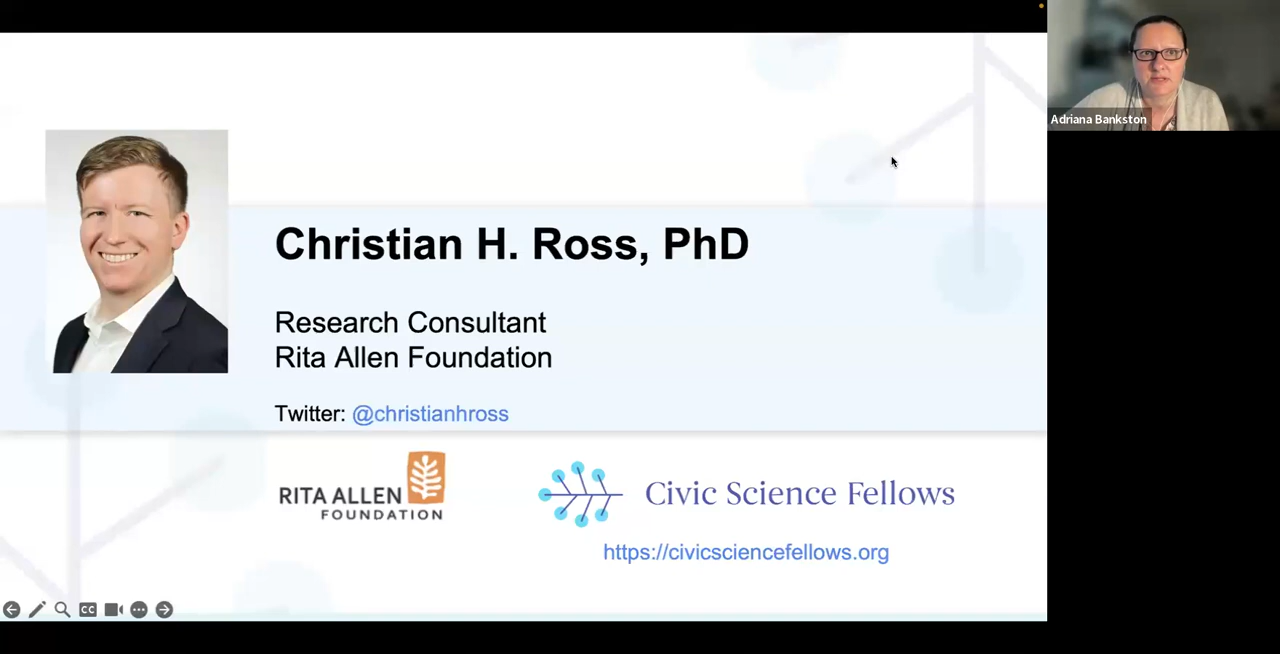 Adriana Bankston
Christian H. Ross, PhD
Research Consultant
Rita Allen Foundation
Twitter: @christianhross
RITA ALLEN
FOUNDATION
Civic Science Fellows
https://civicsciencefellows.org
CC